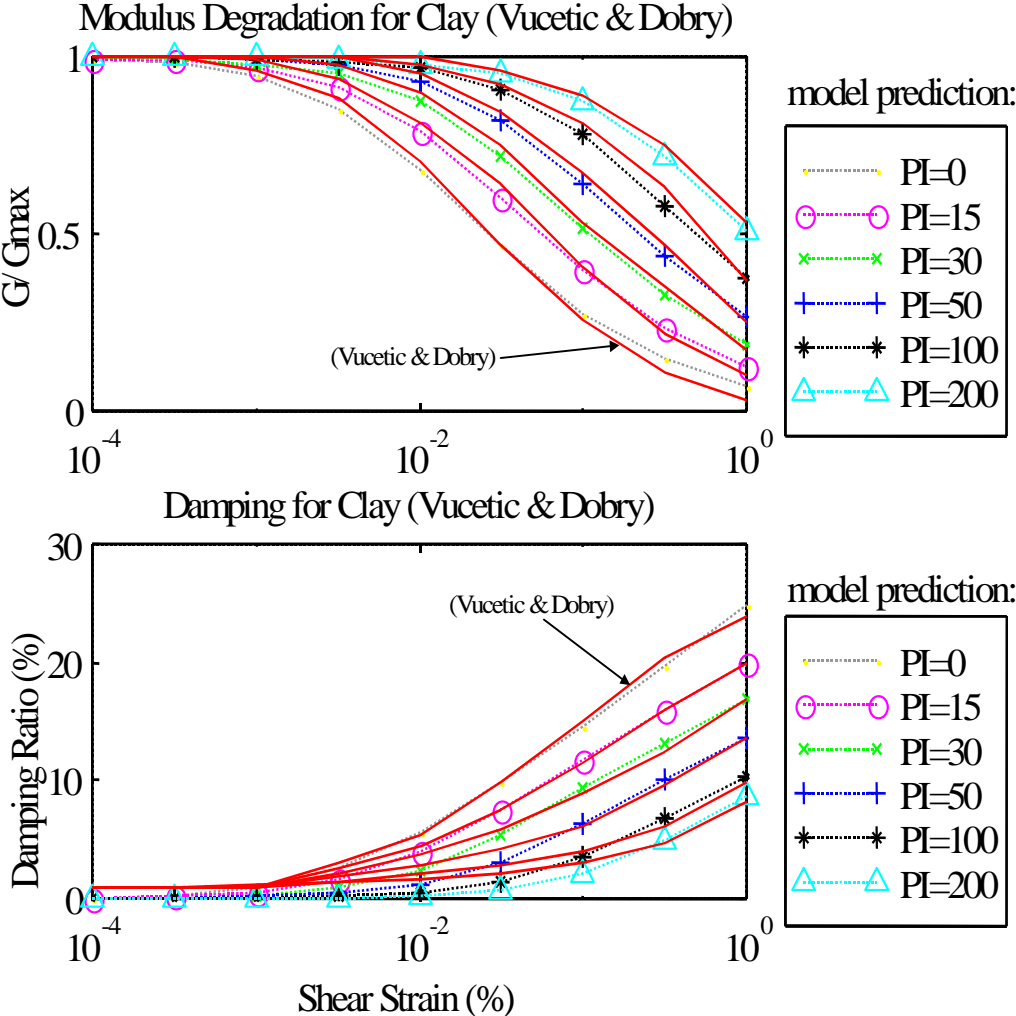 Modulus Degradation for Clay (Vucetic & Dobry)
1
0.5
0
G/ Gmax
(Vucetic & Dobry)
10^-4
10^-2
10^0
model prediction:
PI=0
PI=15
PI=30
PI=50
PI=100
PI=200
Damping for Clay (Vucetic & Dobry)
30
20
10
0
Damping Ratio (%)
(Vucetic & Dobry)
10^-4
10^-2
10^0
Shear Strain (%)
model prediction:
PI=0
PI=15
PI=30
PI=50
PI=100
PI=200